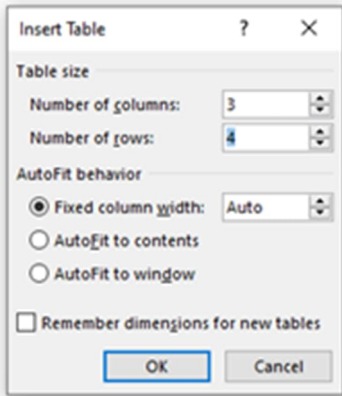 Insert Table ?
Table size
Number of columns: 3
Number of rows: 4
AutoFit behavior
Fixed column width: Auto
AutoFit to contents
AutoFit to window
Remember dimensions for new tables
OK Cancel